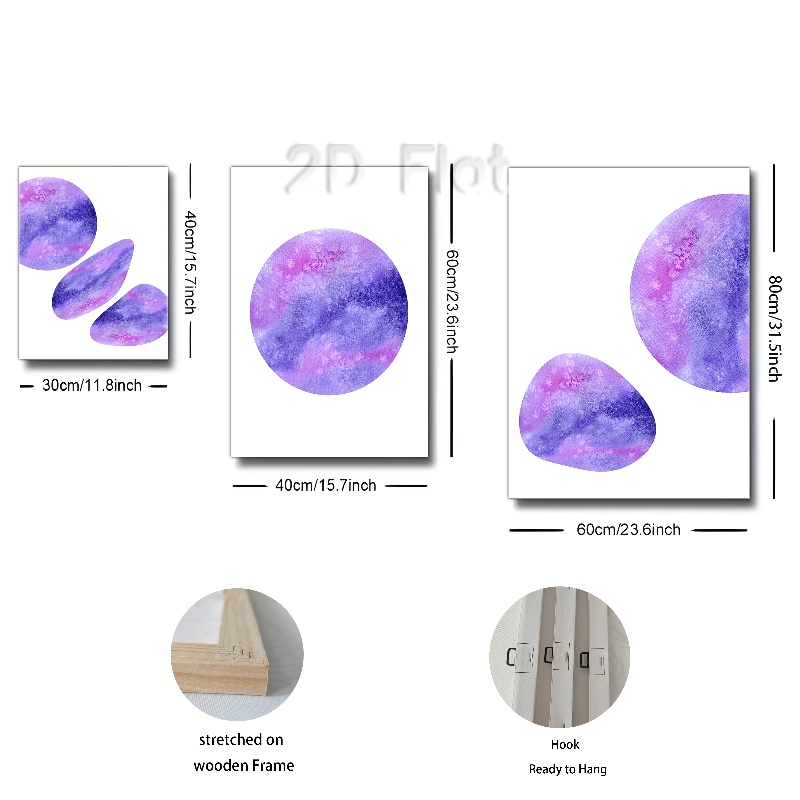 2D Flat
40cm/15.7inch
30cm/11.8inch
60cm/23.6inch
40cm/15.7inch
80cm/31.5inch
60cm/23.6inch
stretched on
wooden Frame
Hook
Ready to Hang